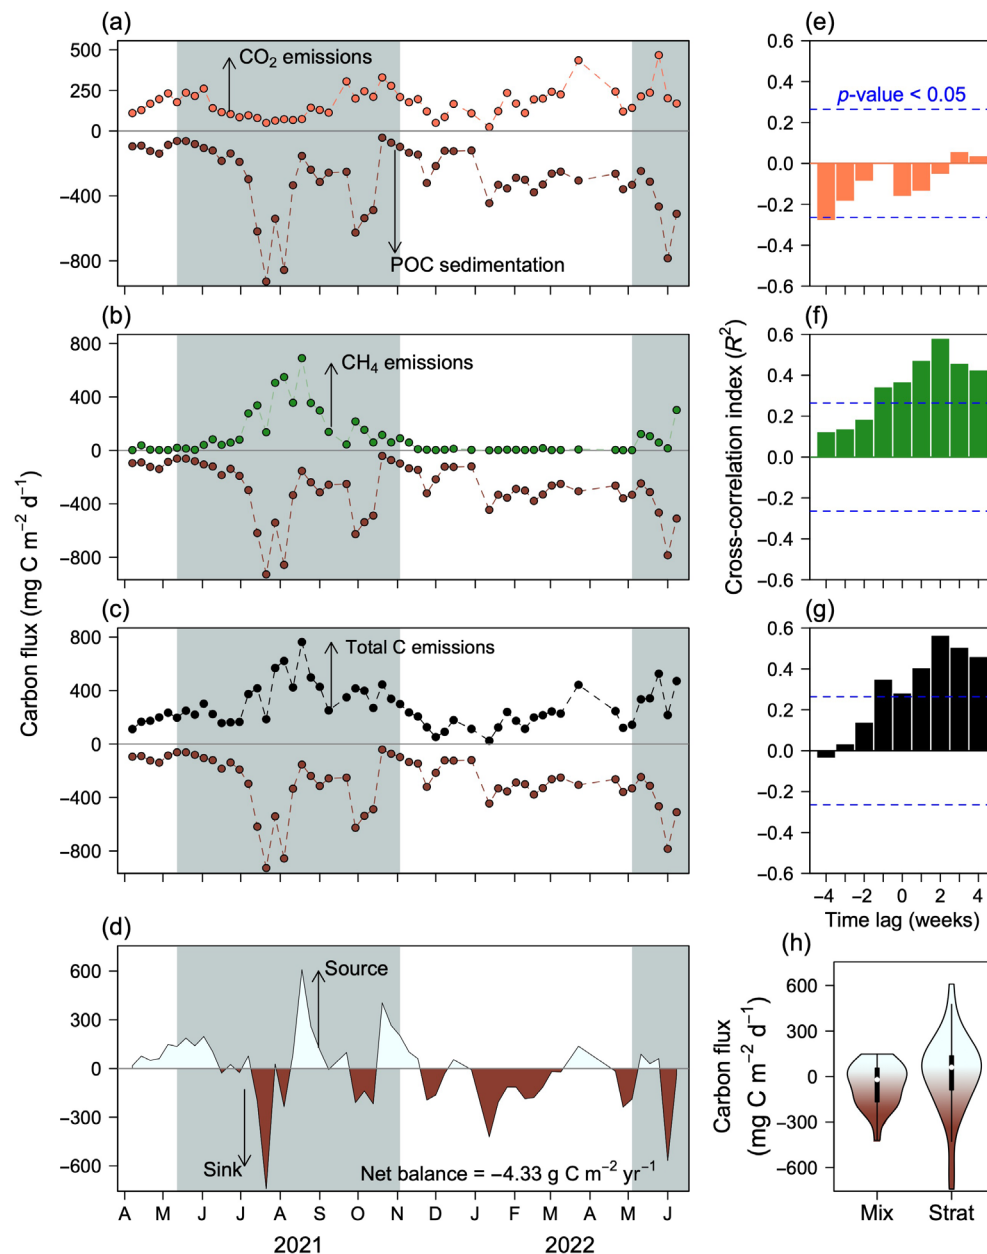 (a)
500
250
0
−400
−800
CO₂ emissions
POC sedimentation
(e)
0.6
0.4
0.2
0.0
−0.2
−0.4
−0.6
p-value < 0.05
(b)
800
400
0
−400
−800
CH₄ emissions
(f)
0.6
0.4
0.2
0.0
−0.2
−0.4
−0.6
Carbon flux (mg C m⁻² d⁻¹)
Cross-correlation index (R²)
(c)
800
400
0
−400
−800
Total C emissions
(g)
0.6
0.4
0.2
0.0
−0.2
−0.4
−0.6
−4 −2 0 2 4
Time lag (weeks)
(d)
600
300
0
−300
−600
Source
Sink
Net balance = −4.33 g C m⁻² yr⁻¹
A M J J A S O N D J F M A M J
2021 2022
(h)
Carbon flux
(mg C m⁻² d⁻¹)
600
300
0
−300
−600
Mix Strat